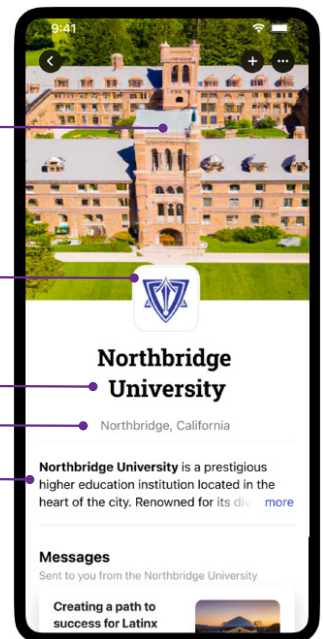 9:41
Northbridge
University
Northbridge, California
Northbridge University is a prestigious
higher education institution located in the
heart of the city. Renowned for its more
Messages
Sent to you from the Northbridge University
Creating a path to
success for Latinx